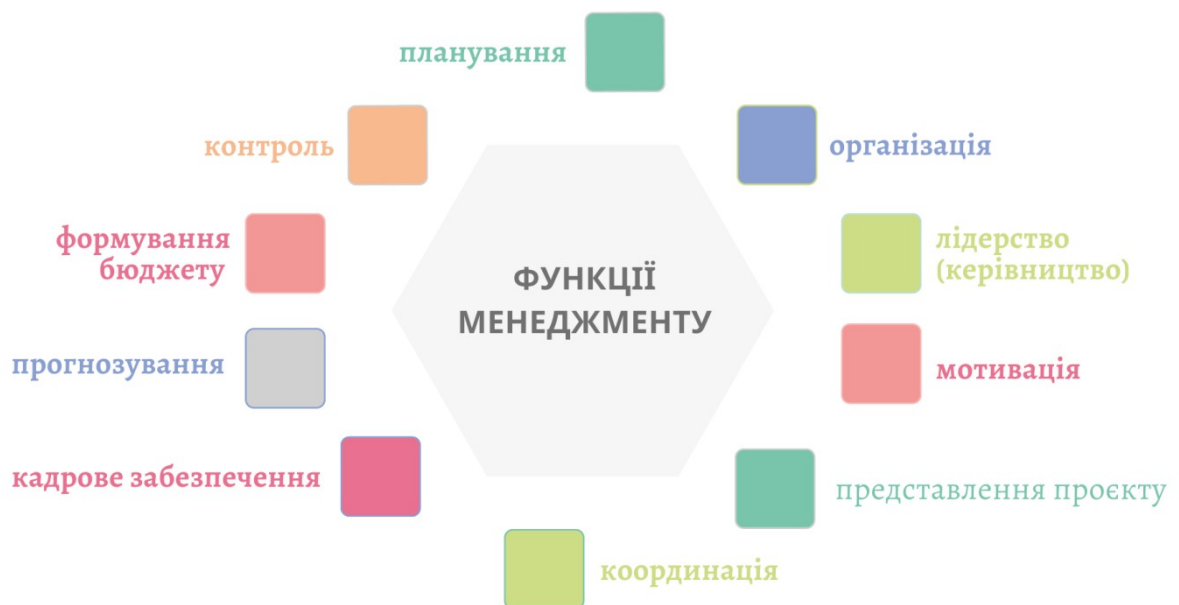 планування
контроль
організація
формування
бюджету
лідерство
(керівництво)
ФУНКЦІЇ
МЕНЕДЖМЕНТУ
прогнозування
мотивація
кадрове забезпечення
представлення проєкту
координація